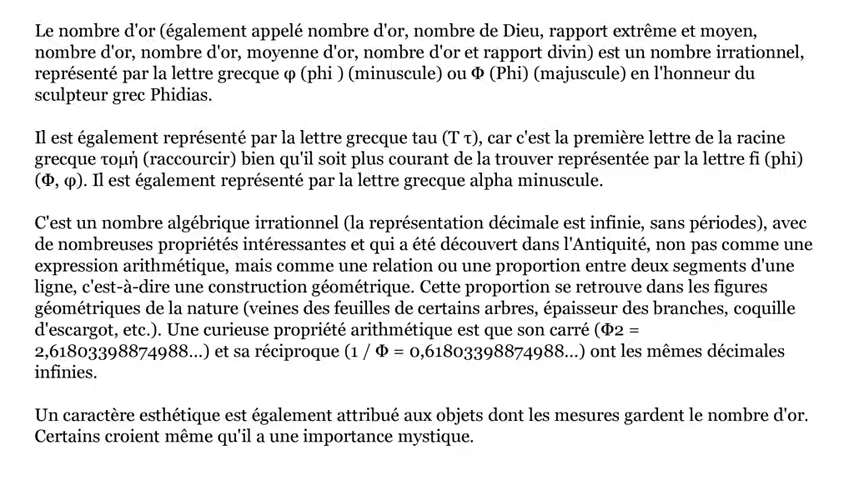 Le nombre d'or (également appelé nombre d'or, nombre de Dieu, rapport extrême et moyen,
nombre d'or, nombre d'or, moyenne d'or, nombre d'or et rapport divin) est un nombre irrationnel,
représenté par la lettre grecque φ (phi ) (minuscule) ou Φ (Phi) (majuscule) en l'honneur du
sculpteur grec Phidias.
Il est également représenté par la lettre grecque tau (Τ τ), car c'est la première lettre de la racine
grecque τομή (raccourcir) bien qu'il soit plus courant de la trouver représentée par la lettre fi (phi)
(Φ, φ). Il est également représenté par la lettre grecque alpha minuscule.
C'est un nombre algébrique irrationnel (la représentation décimale est infinie, sans périodes), avec
de nombreuses propriétés intéressantes et qui a été découvert dans l'Antiquité, non pas comme une
expression arithmétique, mais comme une relation ou une proportion entre deux segments d'une
ligne, c'est-à-dire une construction géométrique. Cette proportion se retrouve dans les figures
géométriques de la nature (veines des feuilles de certains arbres, épaisseur des branches, coquille
d'escargot, etc.). Une curieuse propriété arithmétique est que son carré (Φ2 =
2,61803398874988...) et sa réciproque (1 / Φ = 0,61803398874988...) ont les mêmes décimales
infinies.
Un caractère esthétique est également attribué aux objets dont les mesures gardent le nombre d'or.
Certains croient même qu'il a une importance mystique.